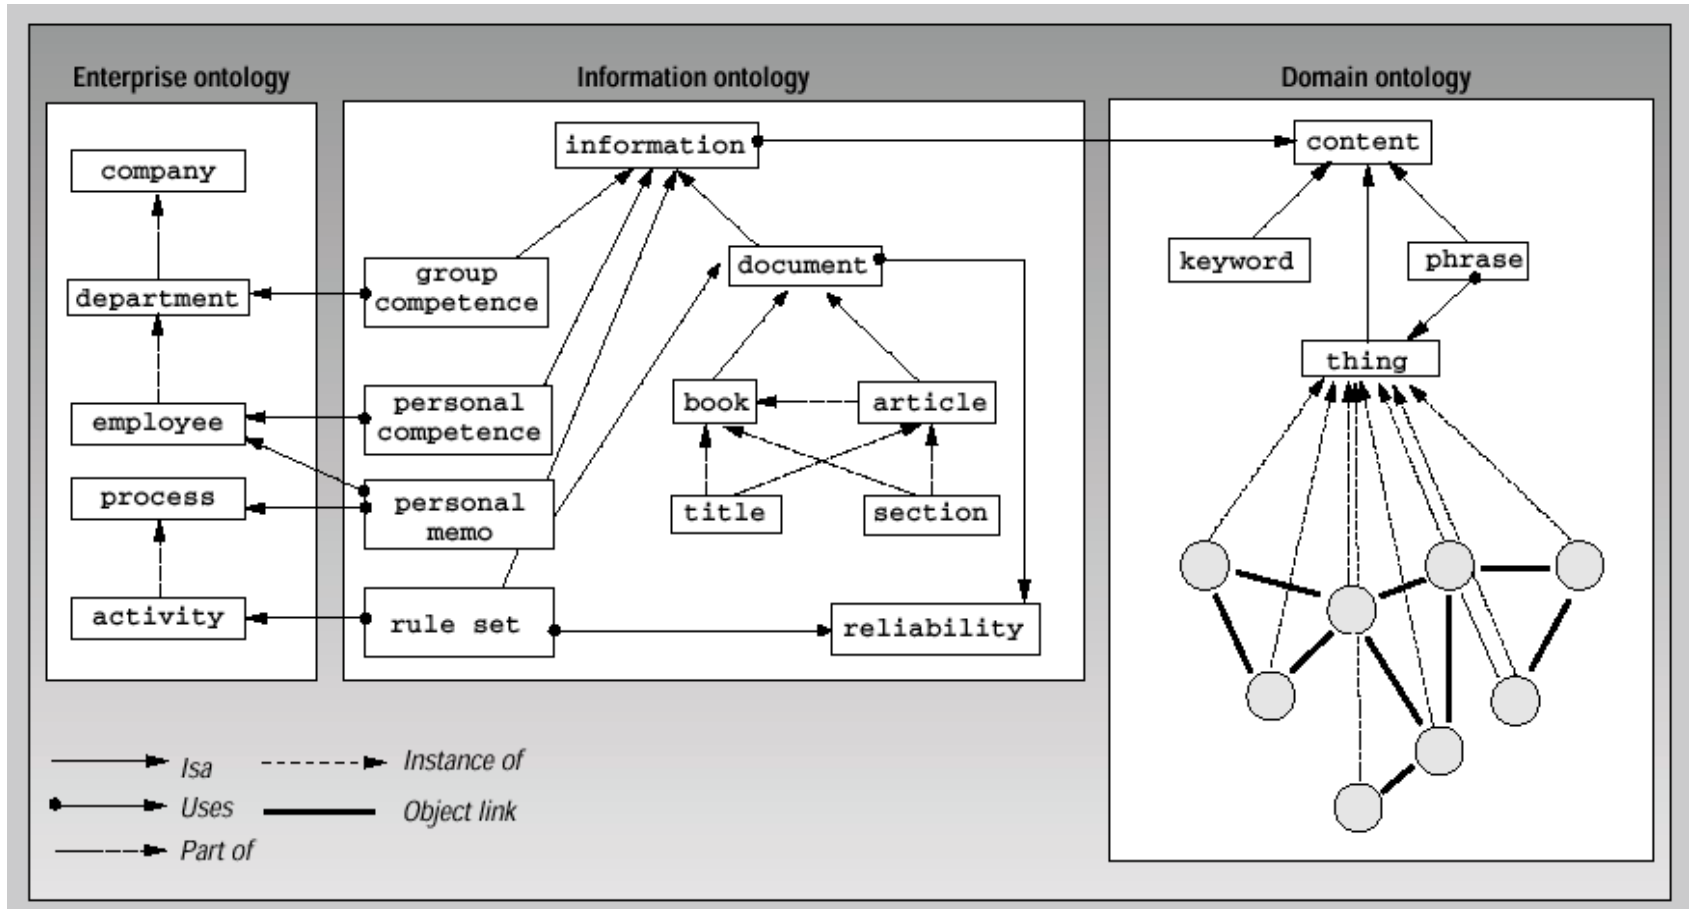 Enterprise ontology
Information ontology
Domain ontology
company
department
employee
process
activity
information
group
competence
personal
competence
personal
memo
rule set
document
book
article
title
section
reliability
content
keyword
phrase
thing
Isa
Instance of
Uses
Object link
Part of